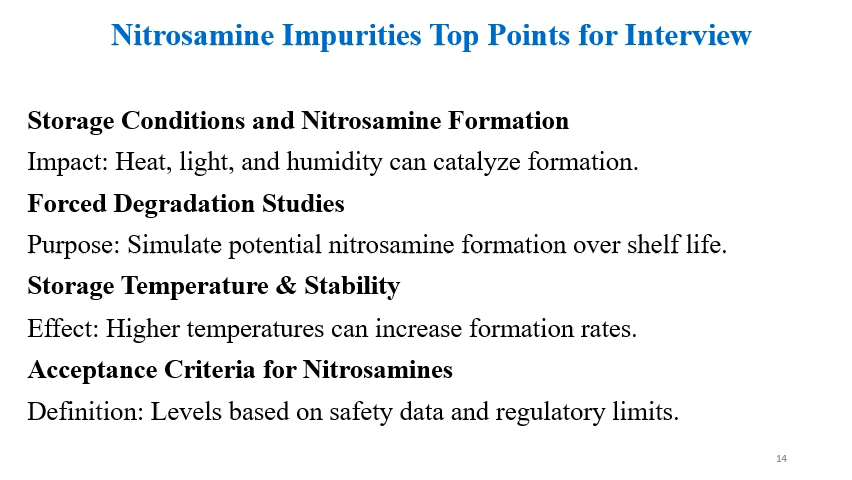 Nitrosamine Impurities Top Points for Interview
Storage Conditions and Nitrosamine Formation
Impact: Heat, light, and humidity can catalyze formation.
Forced Degradation Studies
Purpose: Simulate potential nitrosamine formation over shelf life.
Storage Temperature & Stability
Effect: Higher temperatures can increase formation rates.
Acceptance Criteria for Nitrosamines
Definition: Levels based on safety data and regulatory limits.
14